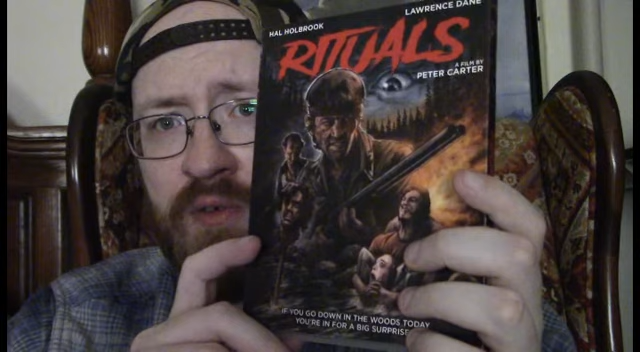 HAL HOLBROOK
LAWRENCE DANE
RITUALS
A FILM BY
PETER CARTER
IF YOU GO DOWN IN THE WOODS TODAY
YOU'RE IN FOR A BIG SURPRISE